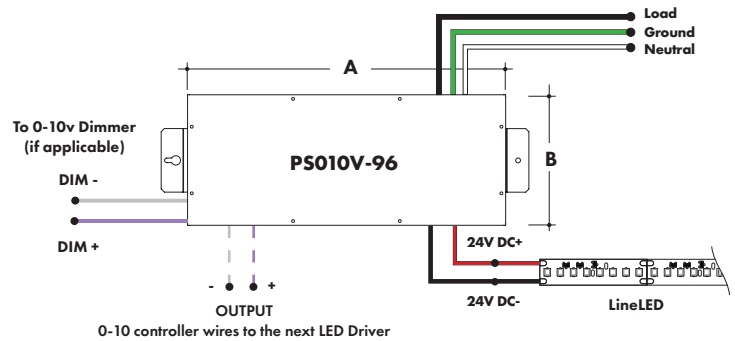 Load
Ground
Neutral
A
To 0-10v Dimmer
(if applicable)
PS010V-96
B
DIM -
DIM +
24V DC+
- +
24V DC-
LineLED
OUTPUT
0-10 controller wires to the next LED Driver